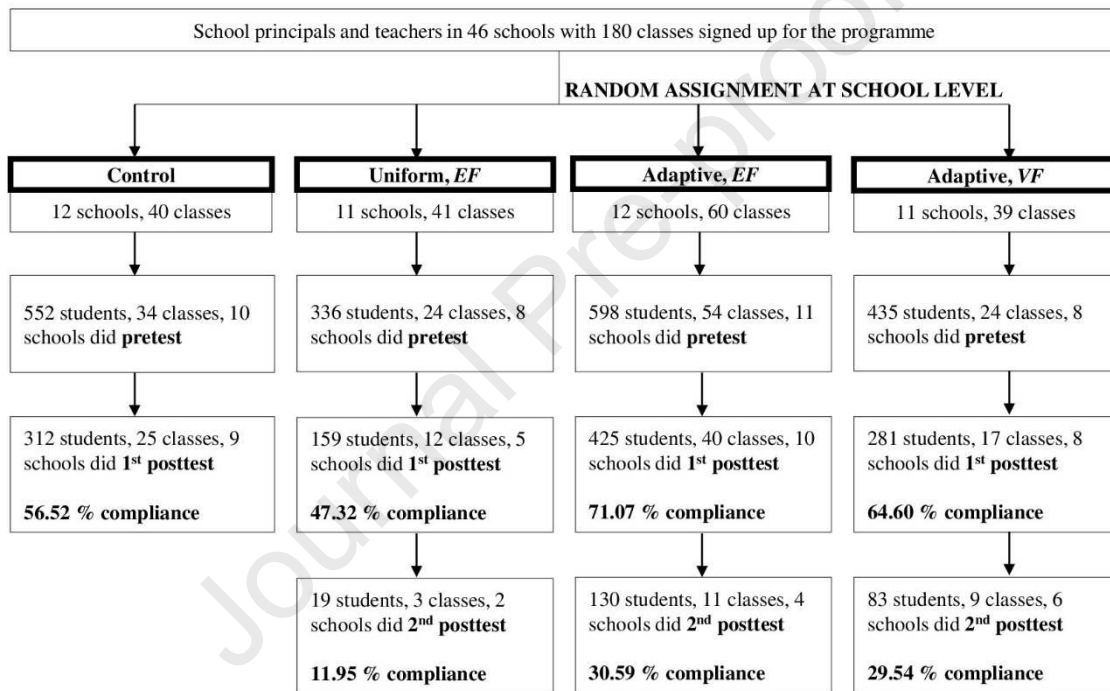 School principals and teachers in 46 schools with 180 classes signed up for the programme
RANDOM ASSIGNMENT AT SCHOOL LEVEL
Control
12 schools, 40 classes
552 students, 34 classes, 10
schools did pretest
312 students, 25 classes, 9
schools did 1st posttest
56.52 % compliance
Uniform, EF
11 schools, 41 classes
336 students, 24 classes, 8
schools did pretest
159 students, 12 classes, 5
schools did 1st posttest
47.32 % compliance
19 students, 3 classes, 2
schools did 2nd posttest
11.95 % compliance
Adaptive, EF
12 schools, 60 classes
598 students, 54 classes, 11
schools did pretest
425 students, 40 classes, 10
schools did 1st posttest
71.07 % compliance
130 students, 11 classes, 4
schools did 2nd posttest
30.59 % compliance
Adaptive, VF
11 schools, 39 classes
435 students, 24 classes, 8
schools did pretest
281 students, 17 classes, 8
schools did 1st posttest
64.60 % compliance
83 students, 9 classes, 6
schools did 2nd posttest
29.54 % compliance
Journal Pre-proo